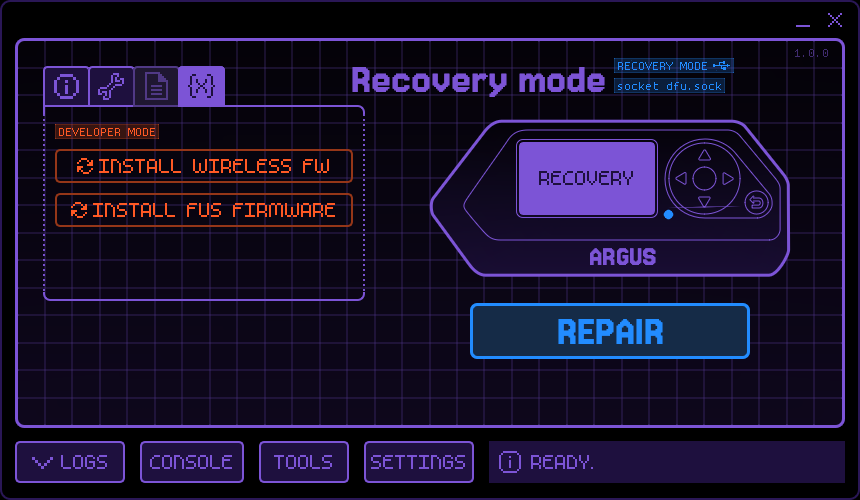 1.0.0
Recovery mode
RECOVERY MODE
socket dfu.sock
{x}
DEVELOPER MODE
INSTALL WIRELESS FW
INSTALL FUS FIRMWARE
RECOVERY
ARGUS
REPAIR
LOGS
CONSOLE
TOOLS
SETTINGS
READY.